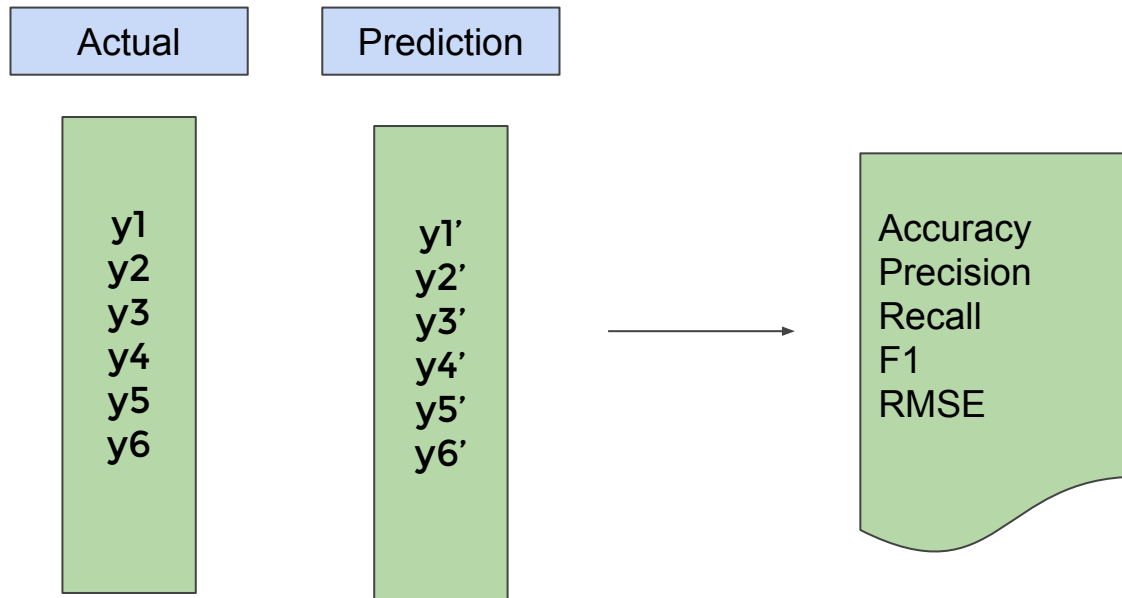 Actual
Prediction
y1
y2
y3
y4
y5
y6
y1’
y2’
y3’
y4’
y5’
y6’
Accuracy
Precision
Recall
F1
RMSE